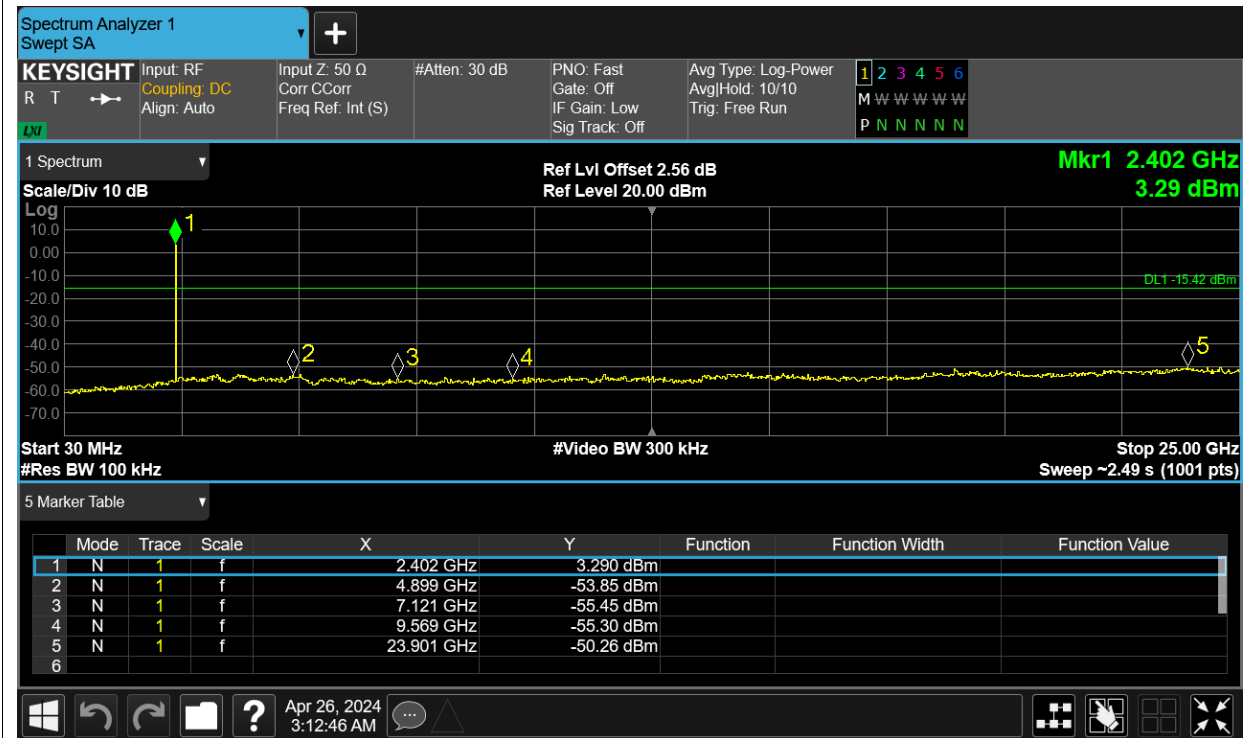 Spectrum Analyzer 1
Swept SA
KEYSIGHT
R T
LXI
Input: RF
Coupling: DC
Align: Auto
Input Z: 50 Ω
Corr CCorr
Freq Ref: Int (S)
#Atten: 30 dB
PNO: Fast
Gate: Off
IF Gain: Low
Sig Track: Off
Avg Type: Log-Power
Avg|Hold: 10/10
Trig: Free Run
1 2 3 4 5 6
M W W W W W
P N N N N N
1 Spectrum
Scale/Div 10 dB
Ref Lvl Offset 2.56 dB
Ref Level 20.00 dBm
Mkr1 2.402 GHz
3.29 dBm
Log
10.0
0.00
-10.0
-20.0
-30.0
-40.0
-50.0
-60.0
-70.0
1
DL1 -15.42 dBm
2
3
4
5
Start 30 MHz
#Res BW 100 kHz
#Video BW 300 kHz
Stop 25.00 GHz
Sweep ~2.49 s (1001 pts)
5 Marker Table
Mode Trace Scale X Y Function Function Width Function Value
1 N 1 f 2.402 GHz 3.290 dBm
2 N 1 f 4.899 GHz -53.85 dBm
3 N 1 f 7.121 GHz -55.45 dBm
4 N 1 f 9.569 GHz -55.30 dBm
5 N 1 f 23.901 GHz -50.26 dBm
6
?
Apr 26, 2024
3:12:46 AM